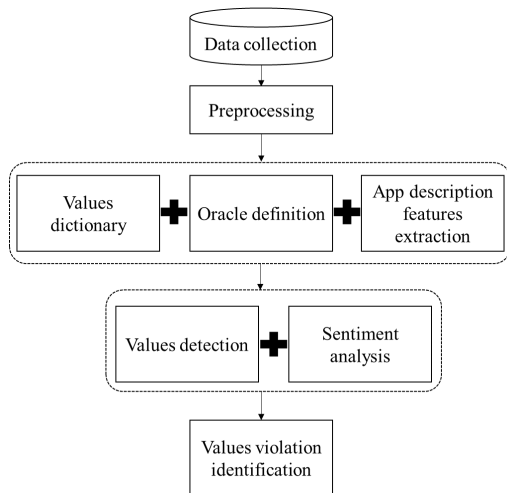 Data collection
Preprocessing
Values
dictionary
Oracle definition
App description
features
extraction
Values detection
Sentiment
analysis
Values violation
identification